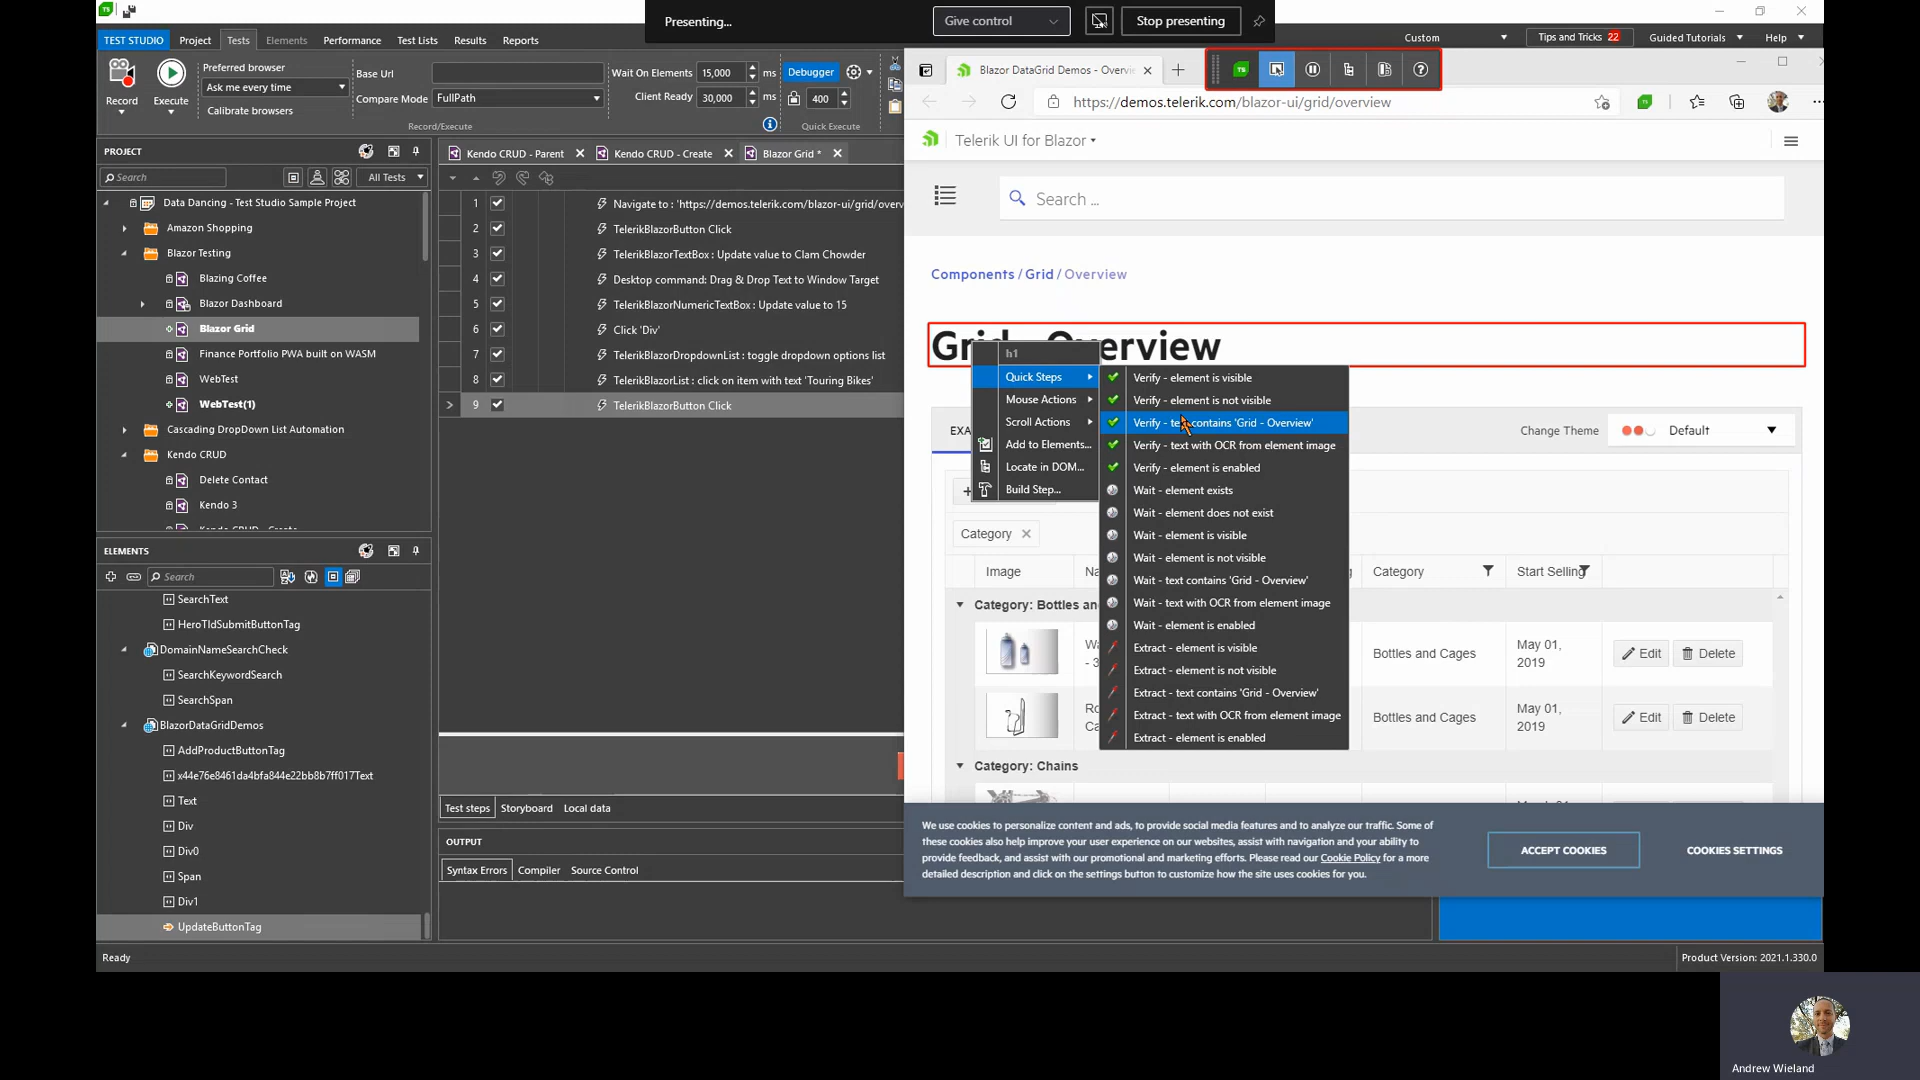 Presenting...
Give control
Stop presenting
TEST STUDIO Project Tests Elements Performance Test Lists Results Reports
Custom
Tips and Tricks 22
Guided Tutorials
Help
Record
Execute
Preferred browser
Ask me every time
Calibrate browsers
Base Url
Compare Mode FullPath
Record/Execute
Wait On Elements 15,000 ms
Client Ready 30,000 ms
Debugger
400
Quick Execute
PROJECT
Search
All Tests
Data Dancing - Test Studio Sample Project
Amazon Shopping
Blazor Testing
Blazing Coffee
Blazor Dashboard
Blazor Grid
Finance Portfolio PWA built on WASM
WebTest
WebTest(1)
Cascading DropDown List Automation
Kendo CRUD
Delete Contact
Kendo 3
Kendo CRUD - Create
ELEMENTS
Search
SearchText
HeroTldSubmitButtonTag
DomainNameSearchCheck
SearchKeywordSearch
SearchSpan
BlazorDataGridDemos
AddProductButtonTag
x44e76e8461da4bfa844e22bb8b7ff017Text
Text
Div
Div0
Span
Div1
UpdateButtonTag
Ready
Kendo CRUD - Parent
Kendo CRUD - Create
Blazor Grid *
1 Navigate to : 'https://demos.telerik.com/blazor-ui/grid/overv
2 TelerikBlazorButton Click
3 TelerikBlazorTextBox : Update value to Clam Chowder
4 Desktop command: Drag & Drop Text to Window Target
5 TelerikBlazorNumericTextBox : Update value to 15
6 Click 'Div'
7 TelerikBlazorDropdownList : toggle dropdown options list
8 TelerikBlazorList : click on item with text 'Touring Bikes'
9 TelerikBlazorButton Click
Test steps Storyboard Local data
OUTPUT
Syntax Errors Compiler Source Control
Blazor DataGrid Demos - Overvie
TS
https://demos.telerik.com/blazor-ui/grid/overview
Telerik UI for Blazor
Search ...
Components / Grid / Overview
Grid - Overview
h1
Quick Steps
Mouse Actions
Scroll Actions
Add to Elements...
Locate in DOM...
Build Step...
Verify - element is visible
Verify - element is not visible
Verify - text contains 'Grid - Overview'
Verify - text with OCR from element image
Verify - element is enabled
Wait - element exists
Wait - element does not exist
Wait - element is visible
Wait - element is not visible
Wait - text contains 'Grid - Overview'
Wait - text with OCR from element image
Wait - element is enabled
Extract - element is visible
Extract - element is not visible
Extract - text contains 'Grid - Overview'
Extract - text with OCR from element image
Extract - element is enabled
EXA
Change Theme
Default
Category
Image
Na
Category
Start Selling
Category: Bottles an
Wa
- 3
Bottles and Cages
May 01,
2019
Edit Delete
Ro
Ca
Bottles and Cages
May 01,
2019
Edit Delete
Category: Chains
We use cookies to personalize content and ads, to provide social media features and to analyze our traffic. Some of
these cookies also help improve your user experience on our websites, assist with navigation and your ability to
provide feedback, and assist with our promotional and marketing efforts. Please read our Cookie Policy for a more
detailed description and click on the settings button to customize how the site uses cookies for you.
ACCEPT COOKIES
COOKIES SETTINGS
Product Version: 2021.1.330.0
Andrew Wieland